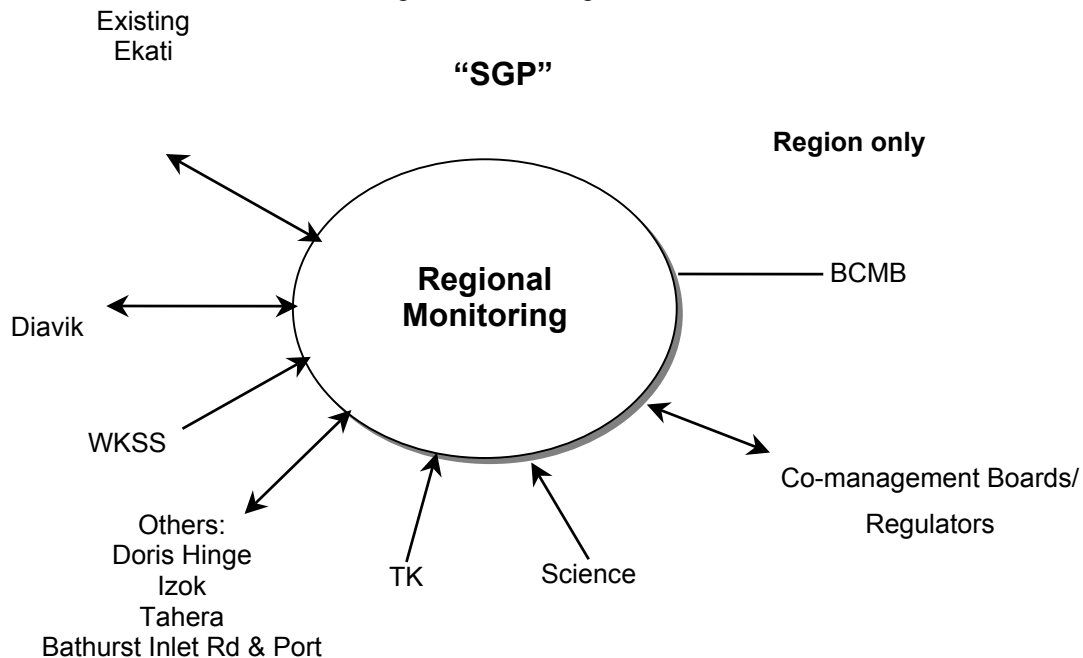 Existing
Ekati
“SGP”
Region only
Regional
Monitoring
BCMB
Diavik
WKSS
Co-management Boards/
Regulators
Others:
Doris Hinge
Izok
Tahera
Bathurst Inlet Rd & Port
TK
Science